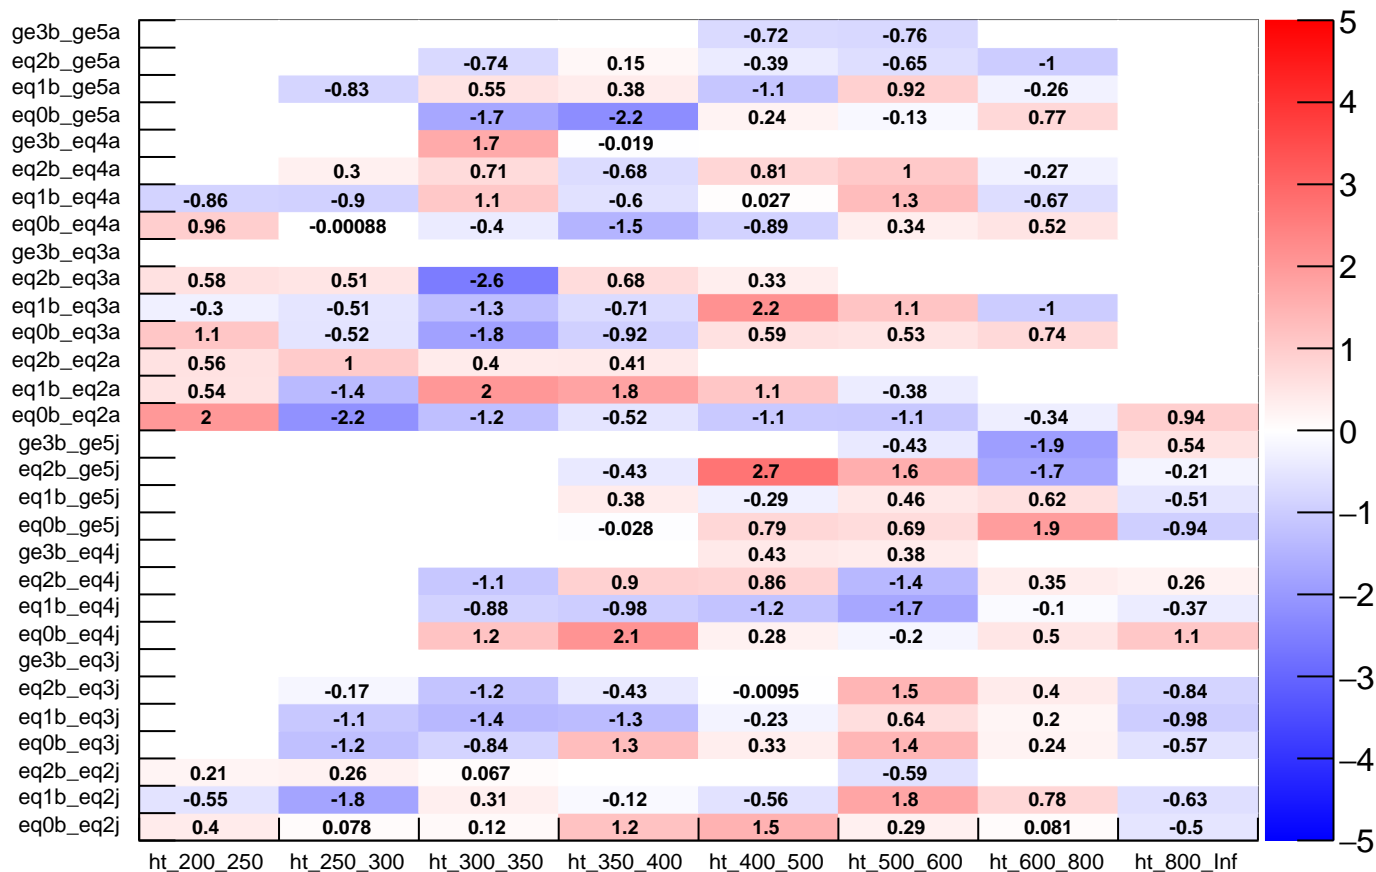 ge3b_ge5a -0.72 -0.76
eq2b_ge5a -0.74 0.15 -0.39 -0.65 -1
eq1b_ge5a -0.83 0.55 0.38 -1.1 0.92 -0.26
eq0b_ge5a -1.7 -2.2 0.24 -0.13 0.77
ge3b_eq4a 1.7 -0.019
eq2b_eq4a 0.3 0.71 -0.68 0.81 1 -0.27
eq1b_eq4a -0.86 -0.9 1.1 -0.6 0.027 1.3 -0.67
eq0b_eq4a 0.96 -0.00088 -0.4 -1.5 -0.89 0.34 0.52
ge3b_eq3a
eq2b_eq3a 0.58 0.51 -2.6 0.68 0.33
eq1b_eq3a -0.3 -0.51 -1.3 -0.71 2.2 1.1 -1
eq0b_eq3a 1.1 -0.52 -1.8 -0.92 0.59 0.53 0.74
eq2b_eq2a 0.56 1 0.4 0.41
eq1b_eq2a 0.54 -1.4 2 1.8 1.1 -0.38
eq0b_eq2a 2 -2.2 -1.2 -0.52 -1.1 -1.1 -0.34 0.94
ge3b_ge5j -0.43 -1.9 0.54
eq2b_ge5j -0.43 2.7 1.6 -1.7 -0.21
eq1b_ge5j 0.38 -0.29 0.46 0.62 -0.51
eq0b_ge5j -0.028 0.79 0.69 1.9 -0.94
ge3b_eq4j 0.43 0.38
eq2b_eq4j -1.1 0.9 0.86 -1.4 0.35 0.26
eq1b_eq4j -0.88 -0.98 -1.2 -1.7 -0.1 -0.37
eq0b_eq4j 1.2 2.1 0.28 -0.2 0.5 1.1
ge3b_eq3j
eq2b_eq3j -0.17 -1.2 -0.43 -0.0095 1.5 0.4 -0.84
eq1b_eq3j -1.1 -1.4 -1.3 -0.23 0.64 0.2 -0.98
eq0b_eq3j -1.2 -0.84 1.3 0.33 1.4 0.24 -0.57
eq2b_eq2j 0.21 0.26 0.067 -0.59
eq1b_eq2j -0.55 -1.8 0.31 -0.12 -0.56 1.8 0.78 -0.63
eq0b_eq2j 0.4 0.078 0.12 1.2 1.5 0.29 0.081 -0.5
ht_200_250 ht_250_300 ht_300_350 ht_350_400 ht_400_500 ht_500_600 ht_600_800 ht_800_Inf
5
4
3
2
1
0
−1
−2
−3
−4
−5